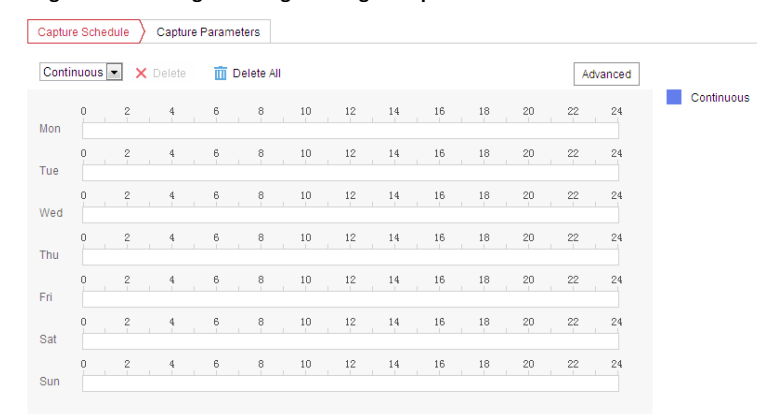 Capture Schedule Capture Parameters
Continuous Delete Delete All Advanced
Continuous
0 2 4 6 8 10 12 14 16 18 20 22 24
Mon
0 2 4 6 8 10 12 14 16 18 20 22 24
Tue
0 2 4 6 8 10 12 14 16 18 20 22 24
Wed
0 2 4 6 8 10 12 14 16 18 20 22 24
Thu
0 2 4 6 8 10 12 14 16 18 20 22 24
Fri
0 2 4 6 8 10 12 14 16 18 20 22 24
Sat
0 2 4 6 8 10 12 14 16 18 20 22 24
Sun